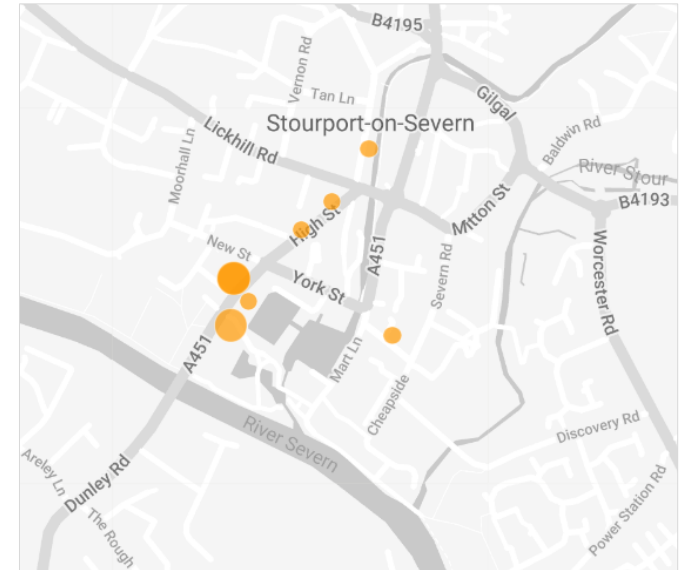 B4195
Vernon Rd
Tan Ln
Gilgal
Stourport-on-Severn
Lickhill Rd
Baldwin Rd
Moorhall Ln
River Stour
B4193
Mitton St
High St
New St
A451
Severn Rd
Worcester Rd
York St
A451
Mart Ln
Cheapside
River Severn
Discovery Rd
Areley Ln
Dunley Rd
The Rough
Power Station Rd